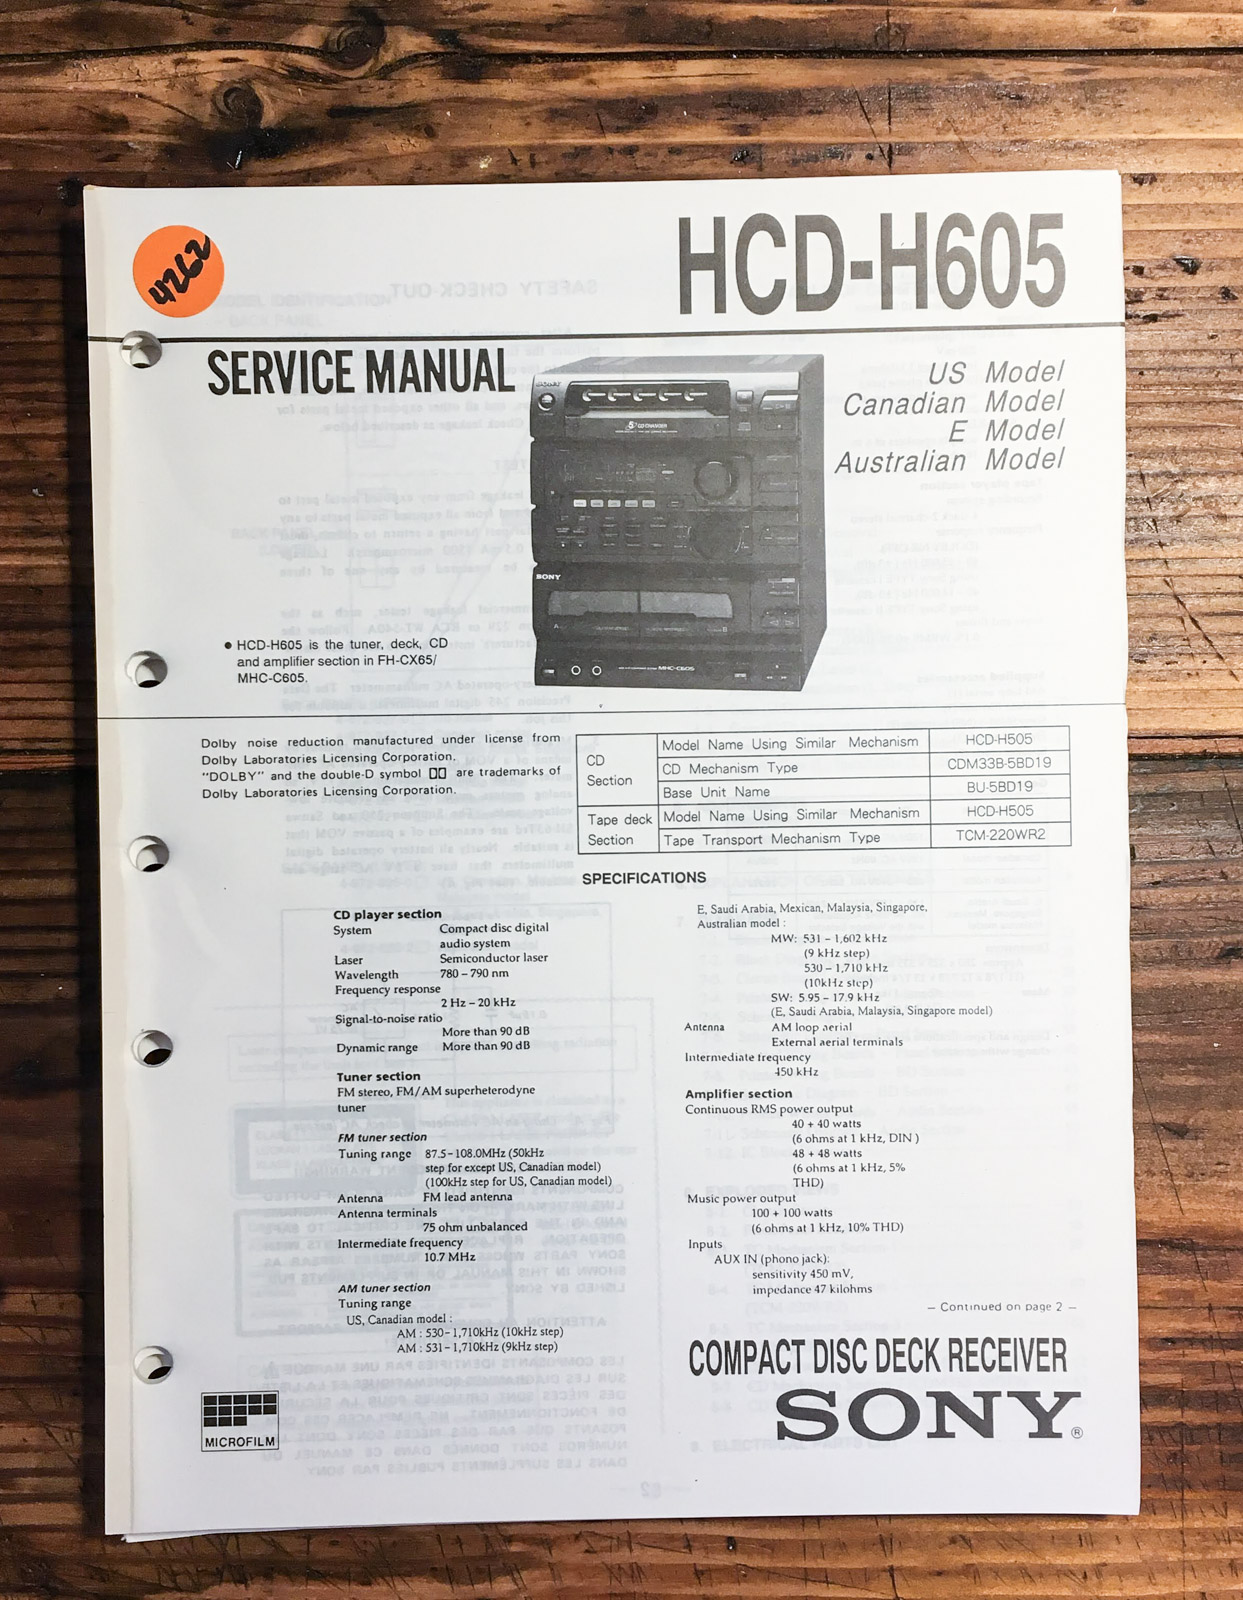 4262
HCD-H605
SERVICE MANUAL
US Model
Canadian Model
E Model
Australian Model
SONY
5 CD CHANGER
SONY
A
B
MHC-C605
● HCD-H605 is the tuner, deck, CD
and amplifier section in FH-CX65/
MHC-C605.
Dolby noise reduction manufactured under license from
Dolby Laboratories Licensing Corporation.
"DOLBY" and the double-D symbol are trademarks of
Dolby Laboratories Licensing Corporation.
CD Section
Model Name Using Similar Mechanism HCD-H505
CD Mechanism Type CDM33B-5BD19
Base Unit Name BU-5BD19
Tape deck Section
Model Name Using Similar Mechanism HCD-H505
Tape Transport Mechanism Type TCM-220WR2
SPECIFICATIONS
CD player section
System Compact disc digital
audio system
Laser Semiconductor laser
Wavelength 780 – 790 nm
Frequency response
2 Hz – 20 kHz
Signal-to-noise ratio
More than 90 dB
Dynamic range More than 90 dB
Tuner section
FM stereo, FM/AM superheterodyne
tuner
FM tuner section
Tuning range 87.5 – 108.0MHz (50kHz
step for except US, Canadian model)
(100kHz step for US, Canadian model)
Antenna FM lead antenna
Antenna terminals
75 ohm unbalanced
Intermediate frequency
10.7 MHz
AM tuner section
Tuning range
US, Canadian model :
AM : 530 – 1,710kHz (10kHz step)
AM : 531 – 1,710kHz (9kHz step)
E, Saudi Arabia, Mexican, Malaysia, Singapore,
Australian model :
MW: 531 – 1,602 kHz
(9 kHz step)
530 – 1,710 kHz
(10kHz step)
SW: 5.95 – 17.9 kHz
(E, Saudi Arabia, Malaysia, Singapore model)
Antenna AM loop aerial
External aerial terminals
Intermediate frequency
450 kHz
Amplifier section
Continuous RMS power output
40 + 40 watts
(6 ohms at 1 kHz, DIN )
48 + 48 watts
(6 ohms at 1 kHz, 5%
THD)
Music power output
100 + 100 watts
(6 ohms at 1 kHz, 10% THD)
Inputs
AUX IN (phono jack):
sensitivity 450 mV,
impedance 47 kilohms
– Continued on page 2 –
MICROFILM
COMPACT DISC DECK RECEIVER
SONY®